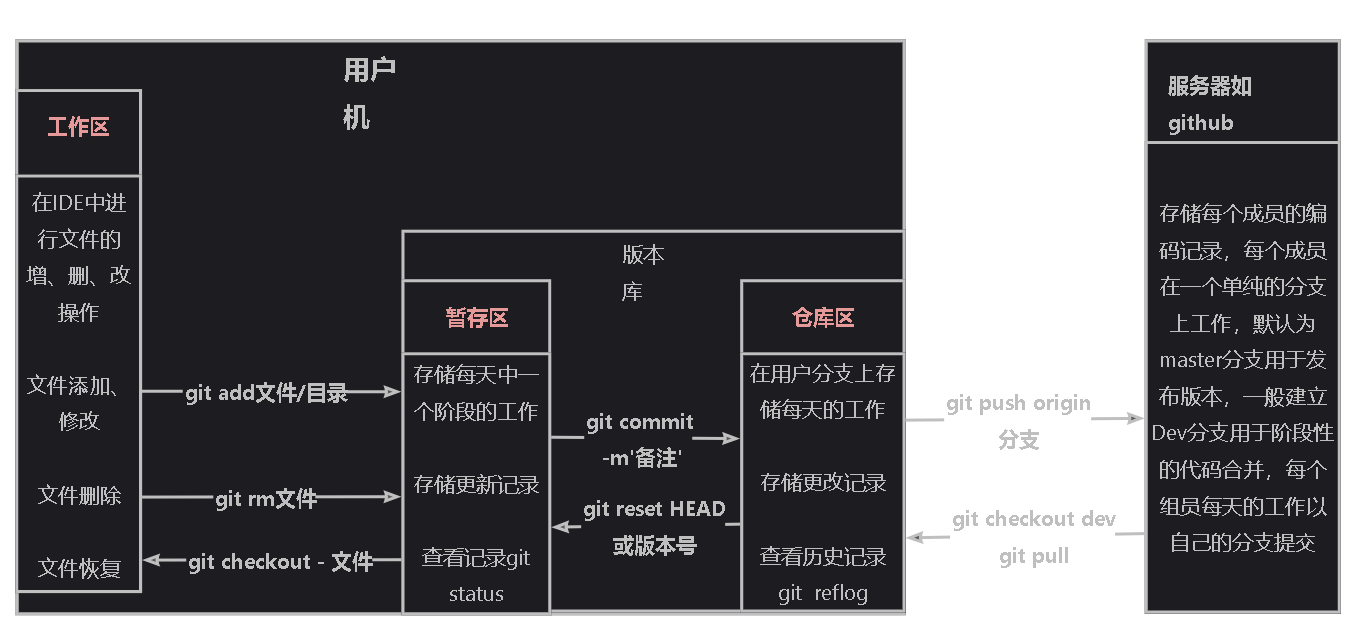 用户
机
工作区
在IDE中进
行文件的
增、删、改
操作
文件添加、
修改
文件删除
文件恢复
git add文件/目录
git rm文件
git checkout - 文件
版本
库
暂存区
存储每天中一
个阶段的工作
存储更新记录
查看记录git
status
git commit
-m'备注'
git reset HEAD
或版本号
仓库区
在用户分支上存
储每天的工作
存储更改记录
查看历史记录
git reflog
git push origin
分支
git checkout dev
git pull
服务器如
github
存储每个成员的编
码记录，每个成员
在一个单纯的分支
上工作，默认为
master分支用于发
布版本，一般建立
Dev分支用于阶段性
的代码合并，每个
组员每天的工作以
自己的分支提交